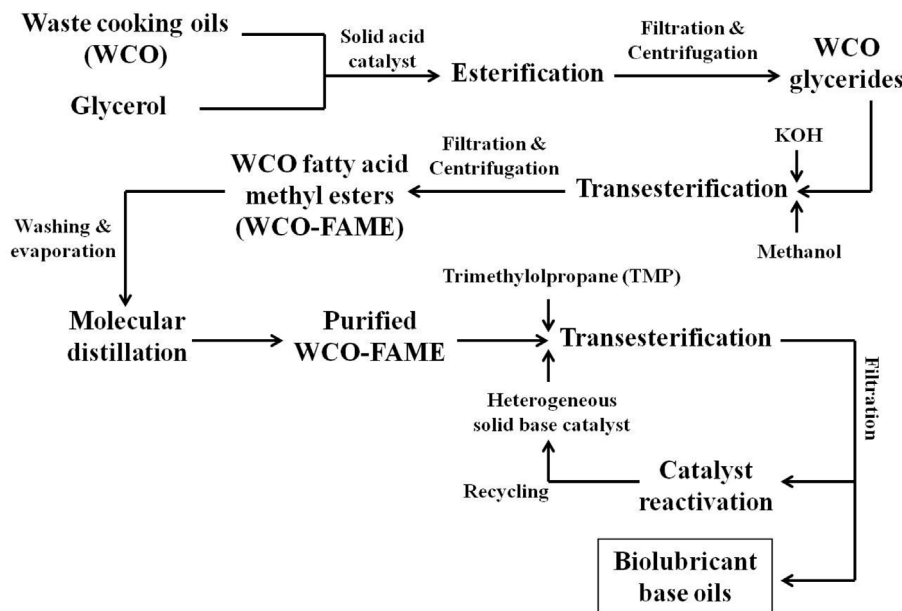 Waste cooking oils
(WCO)
Glycerol
Solid acid
catalyst
Esterification
Filtration &
Centrifugation
WCO
glycerides
KOH
Transesterification
Methanol
Filtration &
Centrifugation
WCO fatty acid
methyl esters
(WCO-FAME)
Washing &
evaporation
Molecular
distillation
Purified
WCO-FAME
Trimethylolpropane (TMP)
Transesterification
Heterogeneous
solid base catalyst
Filtration
Catalyst
reactivation
Recycling
Biolubricant
base oils